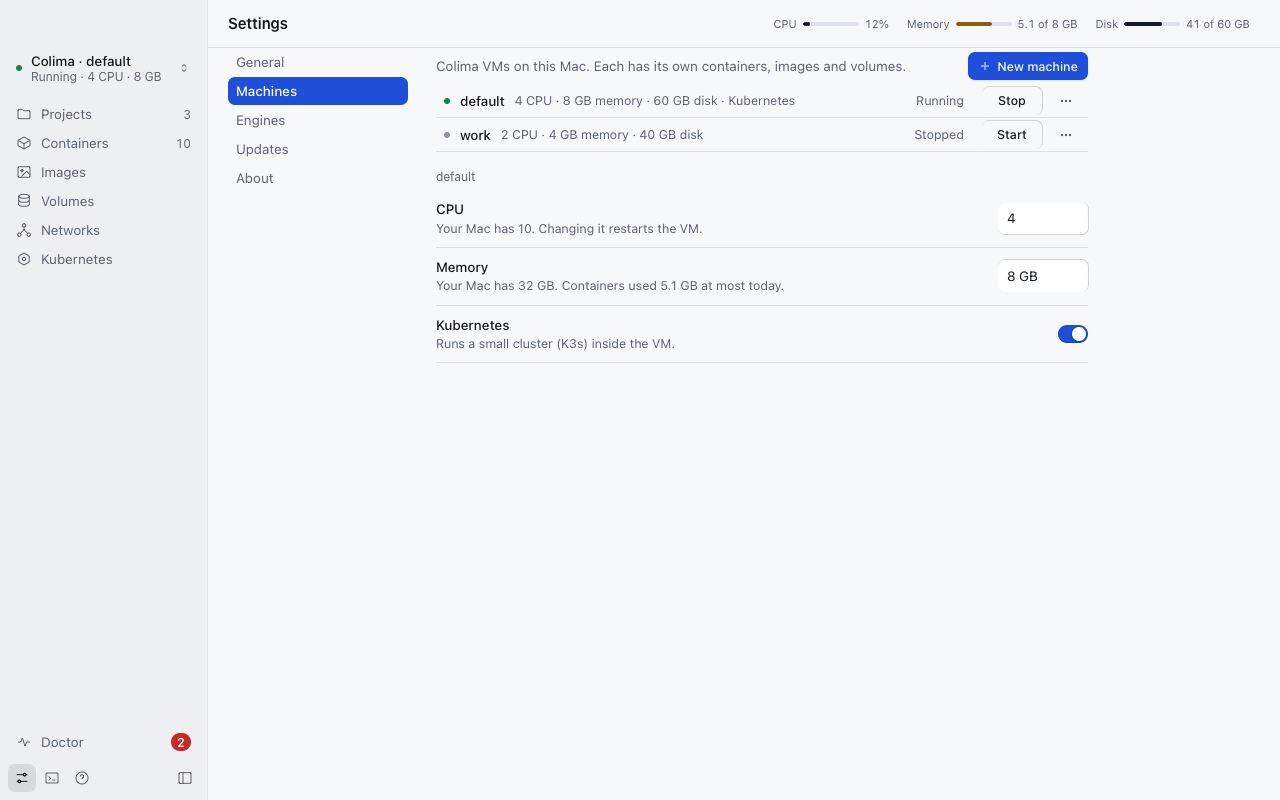 Settings
CPU 12% Memory 5.1 of 8 GB Disk 41 of 60 GB
Colima · default
Running · 4 CPU · 8 GB
Projects 3
Containers 10
Images
Volumes
Networks
Kubernetes
Doctor 2
General
Machines
Engines
Updates
About
Colima VMs on this Mac. Each has its own containers, images and volumes.
+ New machine
default 4 CPU · 8 GB memory · 60 GB disk · Kubernetes Running Stop ···
work 2 CPU · 4 GB memory · 40 GB disk Stopped Start ···
default
CPU
Your Mac has 10. Changing it restarts the VM.
4
Memory
Your Mac has 32 GB. Containers used 5.1 GB at most today.
8 GB
Kubernetes
Runs a small cluster (K3s) inside the VM.